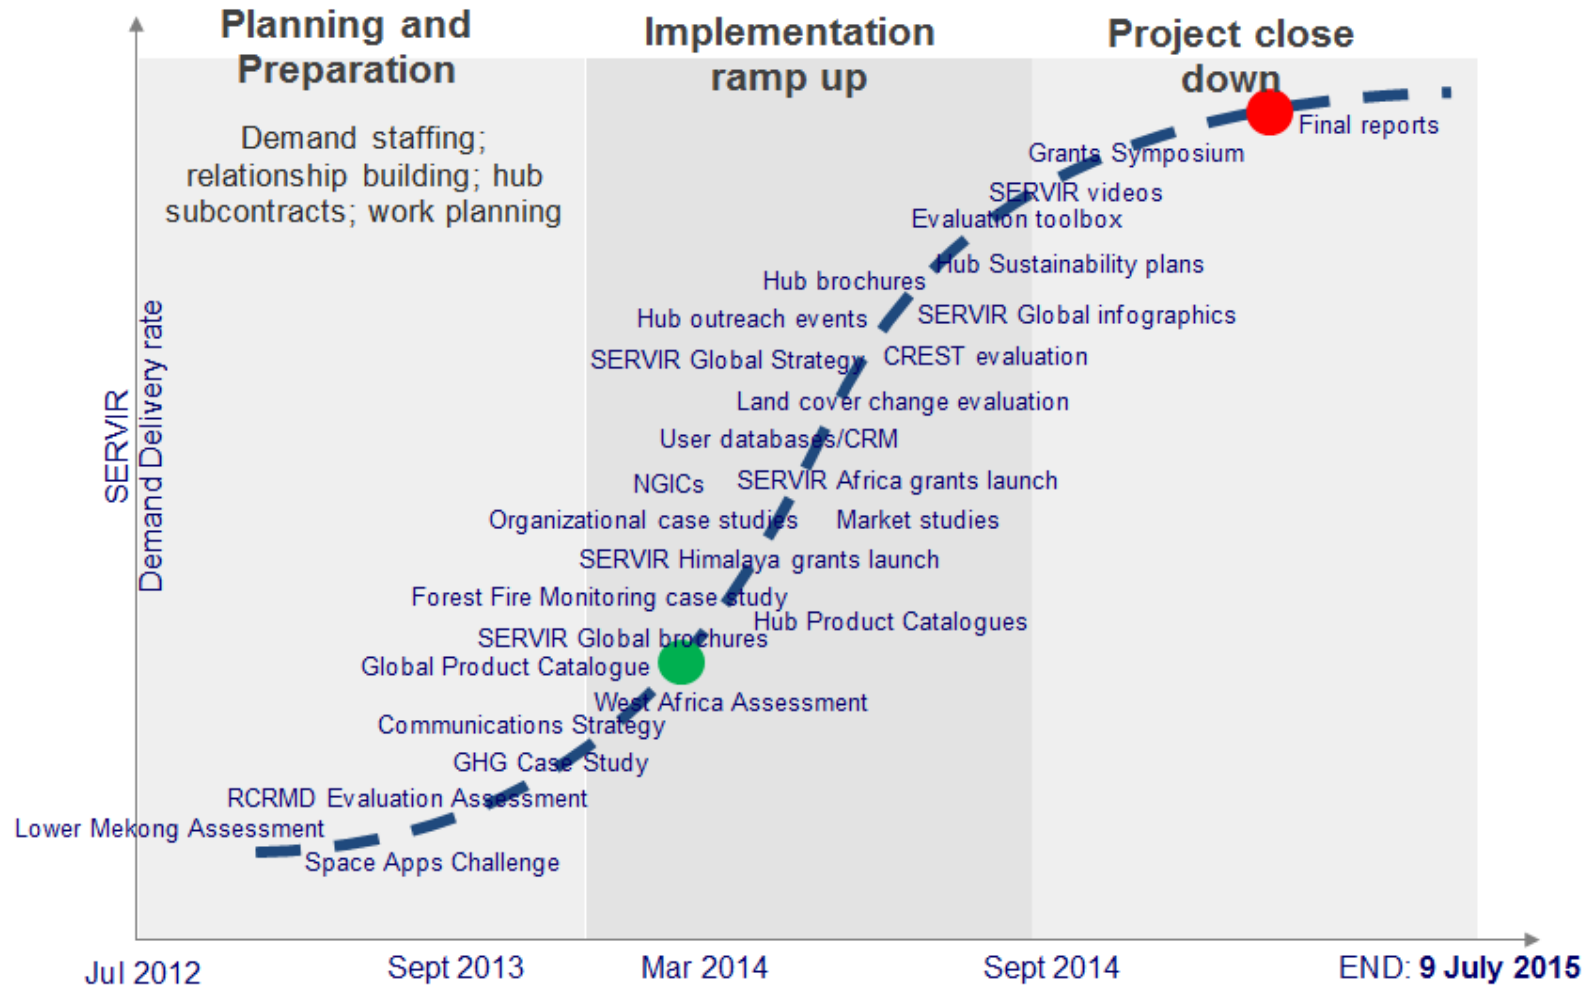 Planning and
Preparation
Implementation
ramp up
Project close
down
Demand staffing;
relationship building; hub
subcontracts; work planning
Final reports
Grants Symposium
SERVIR videos
Evaluation toolbox
Hub Sustainability plans
Hub brochures
SERVIR Global infographics
Hub outreach events
SERVIR Global Strategy
CREST evaluation
Land cover change evaluation
User databases/CRM
NGICs
SERVIR Africa grants launch
Organizational case studies
Market studies
SERVIR Himalaya grants launch
Forest Fire Monitoring case study
Hub Product Catalogues
SERVIR Global brochures
Global Product Catalogue
West Africa Assessment
Communications Strategy
GHG Case Study
RCRMD Evaluation Assessment
Lower Mekong Assessment
Space Apps Challenge
SERVIR
Demand Delivery rate
Jul 2012
Sept 2013
Mar 2014
Sept 2014
END: 9 July 2015